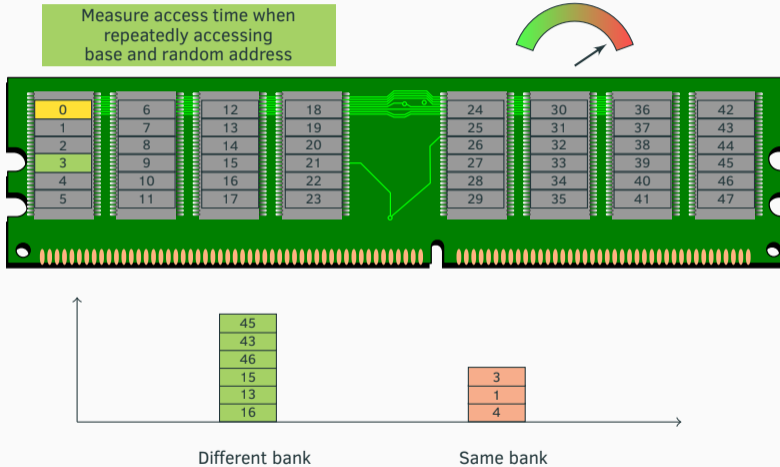 Measure access time when
repeatedly accessing
base and random address
0 6 12 18 24 30 36 42
1 7 13 19 25 31 37 43
2 8 14 20 26 32 38 44
3 9 15 21 27 33 39 45
4 10 16 22 28 34 40 46
5 11 17 23 29 35 41 47
45
43
46
15 3
13 1
16 4
Different bank Same bank